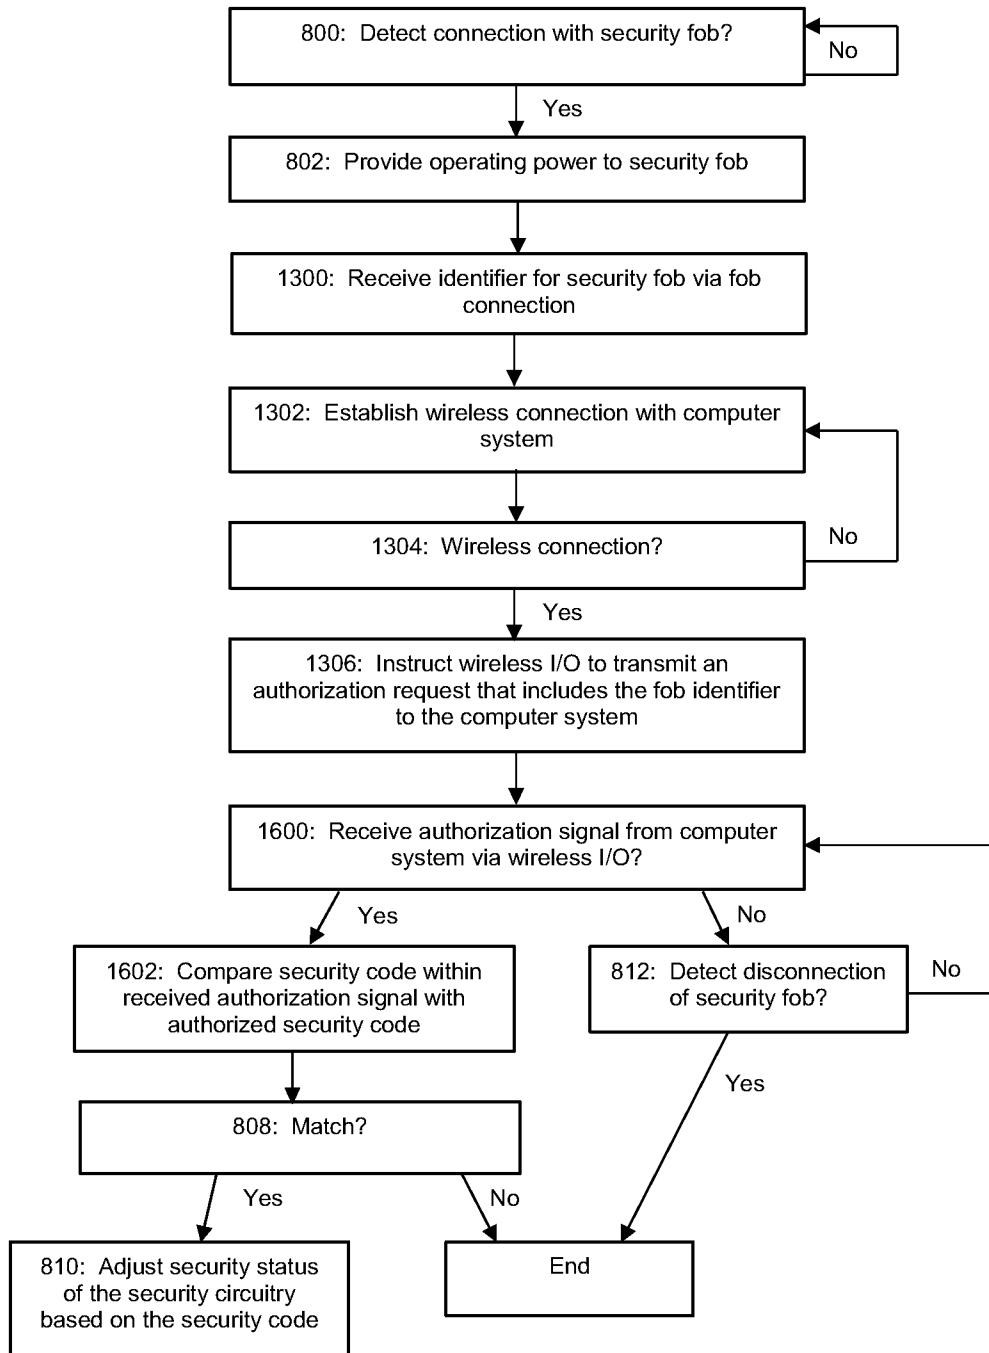 800: Detect connection with security fob?
No
Yes
802: Provide operating power to security fob
1300: Receive identifier for security fob via fob
connection
1302: Establish wireless connection with computer
system
1304: Wireless connection?
No
Yes
1306: Instruct wireless I/O to transmit an
authorization request that includes the fob identifier
to the computer system
1600: Receive authorization signal from computer
system via wireless I/O?
Yes
No
1602: Compare security code within
received authorization signal with
authorized security code
812: Detect disconnection
of security fob?
No
Yes
808: Match?
Yes
No
810: Adjust security status
of the security circuitry
based on the security code
End